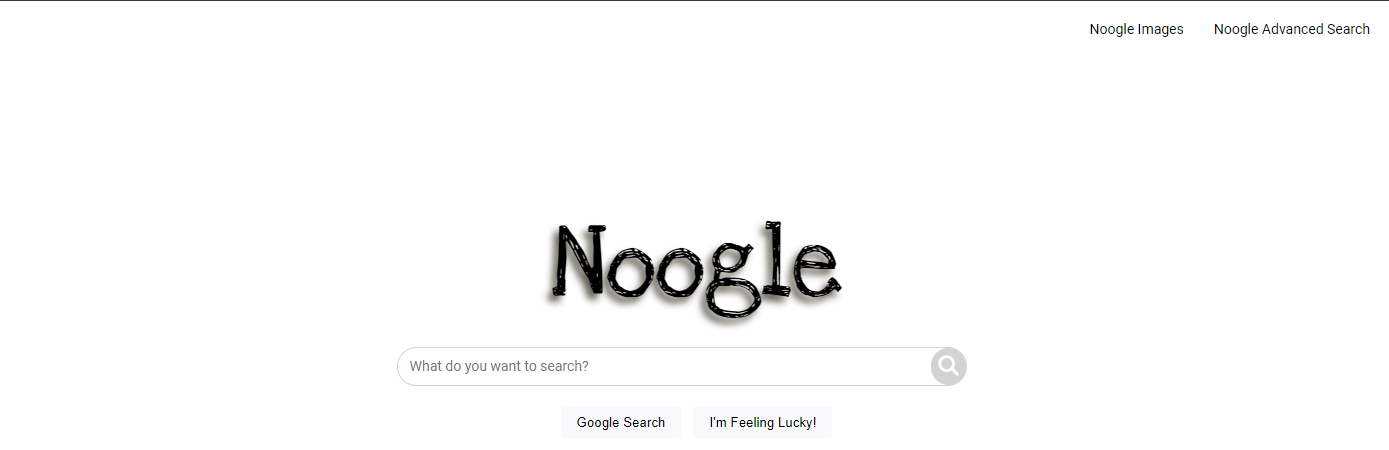 Noogle Images Noogle Advanced Search
Noogle
What do you want to search?
Google Search I'm Feeling Lucky!